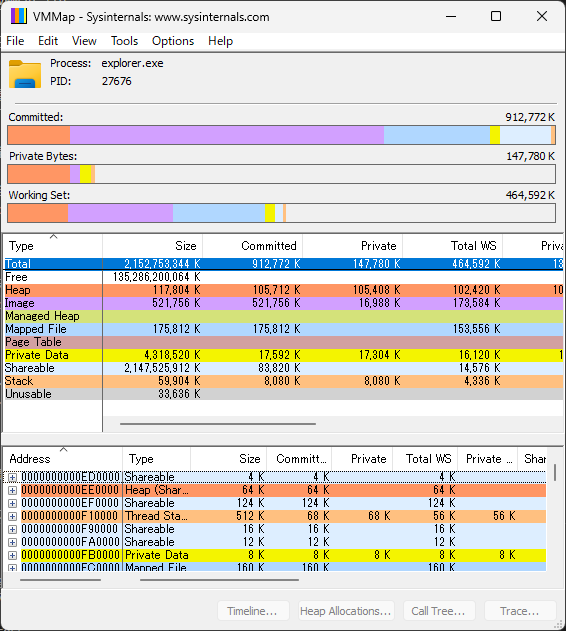 VMMap - Sysinternals: www.sysinternals.com
File Edit View Tools Options Help
Process: explorer.exe
PID: 27676
Committed: 912,772 K
Private Bytes: 147,780 K
Working Set: 464,592 K
Type Size Committed Private Total WS Priva
Total 2,152,753,344 K 912,772 K 147,780 K 464,592 K 13
Free 135,286,200,064 K
Heap 117,804 K 105,712 K 105,408 K 102,420 K 10
Image 521,756 K 521,756 K 16,988 K 173,584 K
Managed Heap
Mapped File 175,812 K 175,812 K 153,556 K
Page Table
Private Data 4,318,520 K 17,592 K 17,304 K 16,120 K 1
Shareable 2,147,525,912 K 83,820 K 14,576 K
Stack 59,904 K 8,080 K 8,080 K 4,336 K
Unusable 33,636 K
Address Type Size Committ... Private Total WS Private ... Shar
0000000000ED0000 Shareable 4 K 4 K 4 K
0000000000EE0000 Heap (Shar... 64 K 64 K 64 K
0000000000EF0000 Shareable 124 K 124 K 124 K
0000000000F10000 Thread Sta... 512 K 68 K 68 K 56 K 56 K
0000000000F90000 Shareable 16 K 16 K 16 K
0000000000FA0000 Shareable 12 K 12 K 12 K
0000000000FB0000 Private Data 8 K 8 K 8 K 8 K 8 K
0000000000FC0000 Mapped File 160 K 160 K 160 K
Timeline... Heap Allocations... Call Tree... Trace...